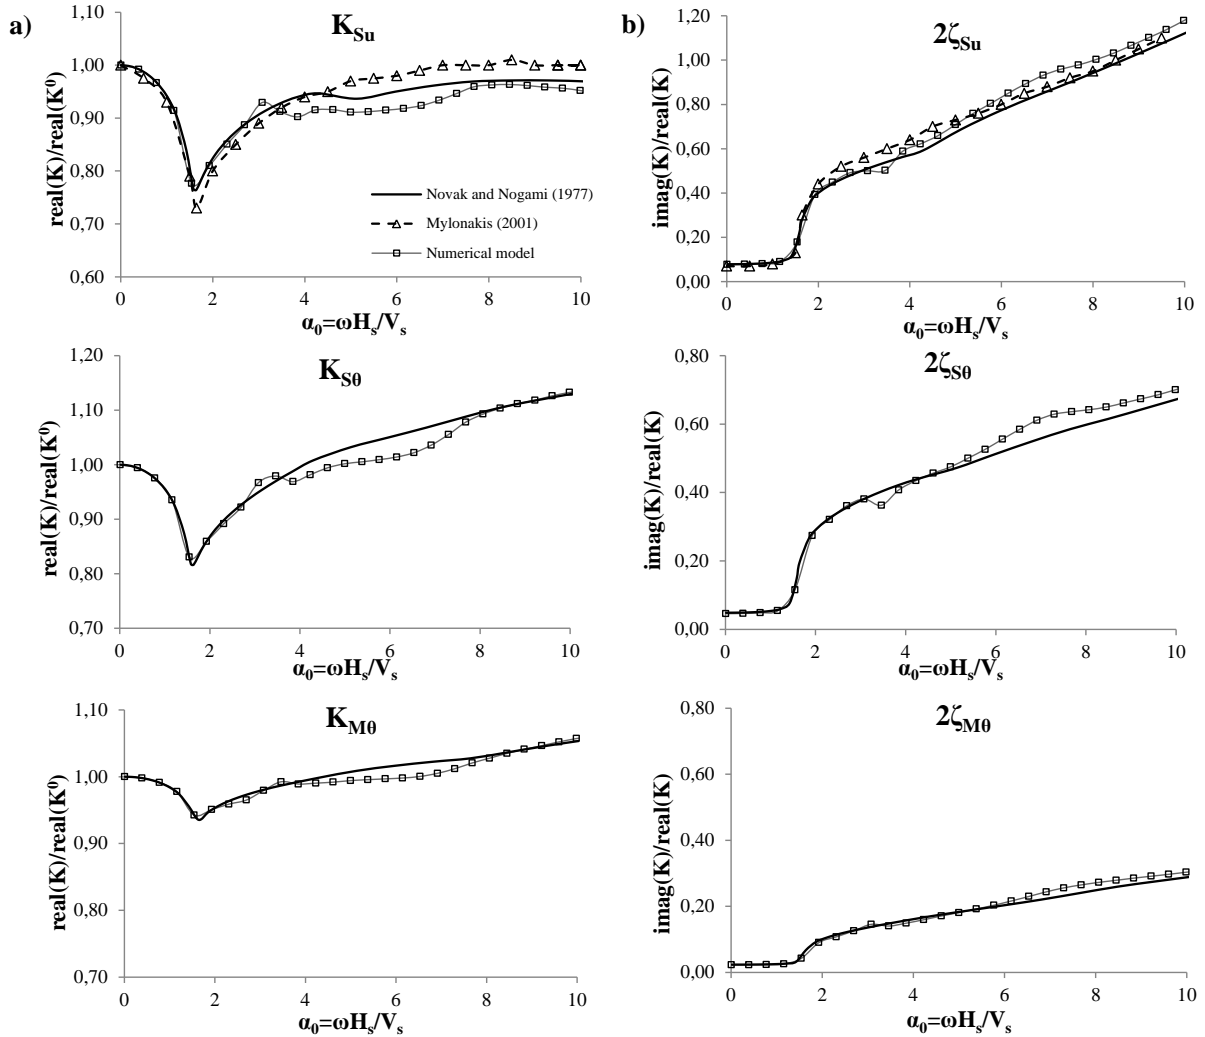 a)
K_Su
real(K)/real(K⁰)
1,10
1,00
0,90
0,80
0,70
0,60
0 2 4 6 8 10
α₀=ωH_s/V_s
Novak and Nogami (1977)
Mylonakis (2001)
Numerical model
b)
2ζ_Su
imag(K)/real(K)
1,20
1,00
0,80
0,60
0,40
0,20
0,00
0 2 4 6 8 10
α₀=ωH_s/V_s
K_Sθ
real(K)/real(K⁰)
1,20
1,10
1,00
0,90
0,80
0,70
0 2 4 6 8 10
α₀=ωH_s/V_s
2ζ_Sθ
imag(K)/real(K)
0,80
0,60
0,40
0,20
0,00
0 2 4 6 8 10
α₀=ωH_s/V_s
K_Mθ
real(K)/real(K⁰)
1,10
1,00
0,90
0,80
0,70
0 2 4 6 8 10
α₀=ωH_s/V_s
2ζ_Mθ
imag(K)/real(K)
0,80
0,60
0,40
0,20
0,00
0 2 4 6 8 10
α₀=ωH_s/V_s